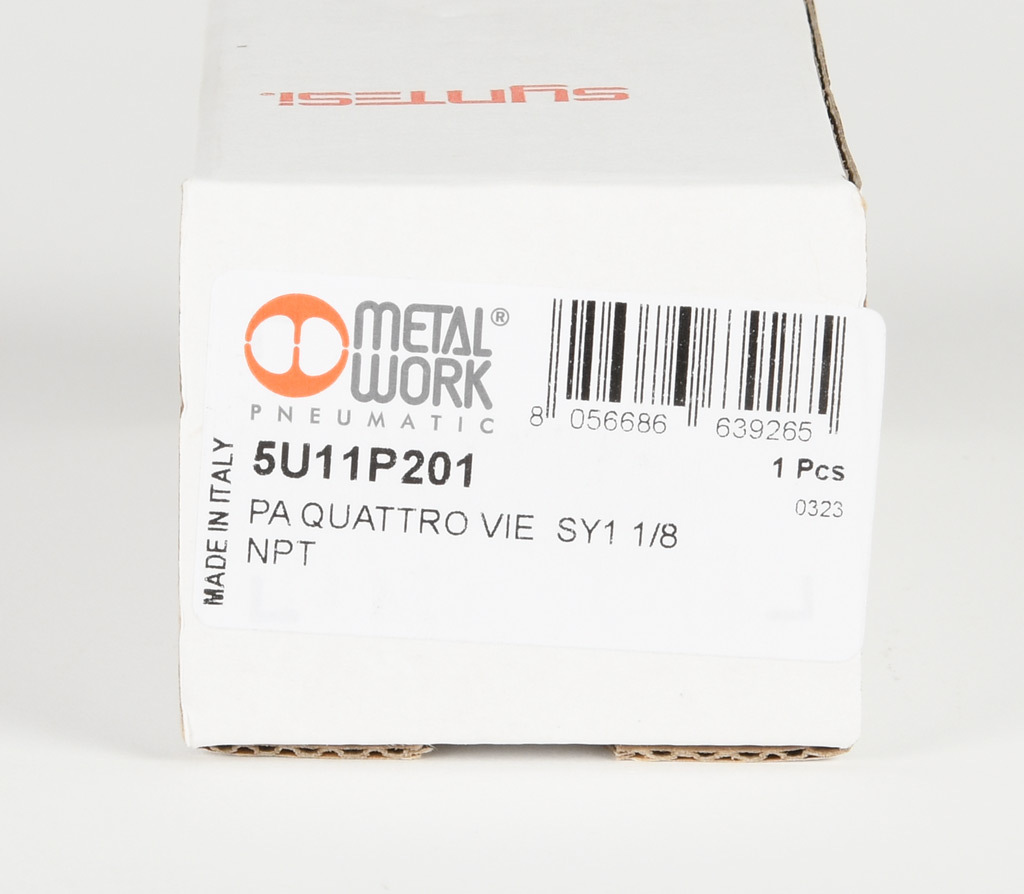 SYNTESI®
METAL®
WORK
PNEUMATIC
8 056686 639265
MADE IN ITALY
5U11P201
1 Pcs
0323
PA QUATTRO VIE SY1 1/8
NPT